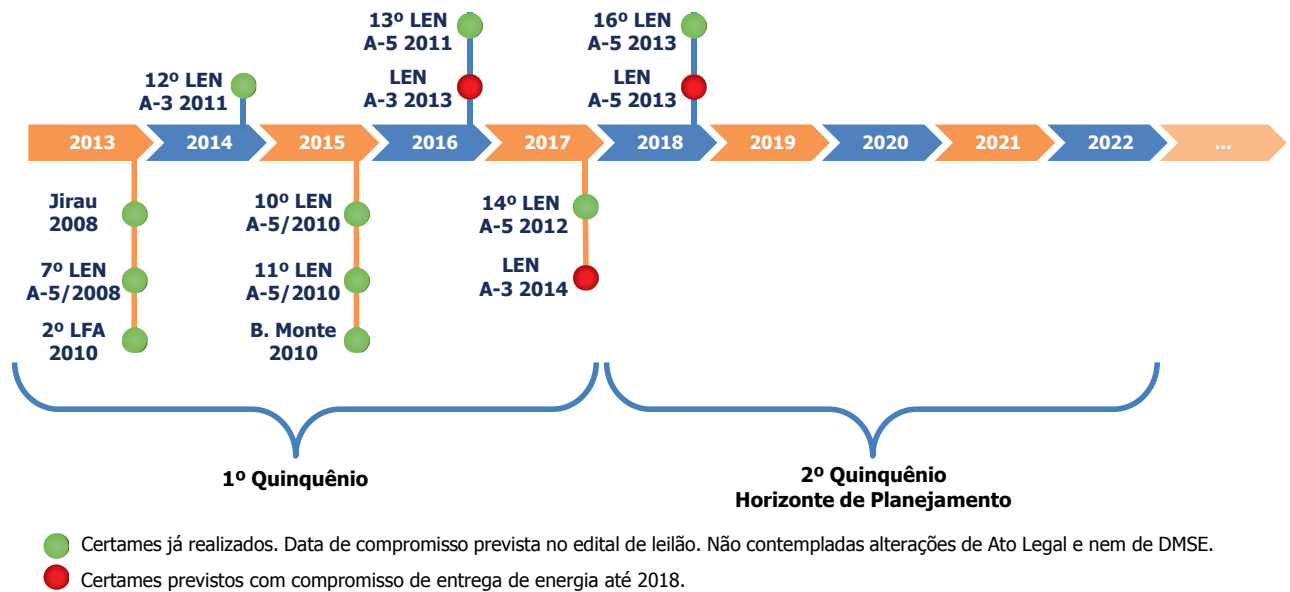 13º LEN
A-5 2011
16º LEN
A-5 2013
12º LEN
A-3 2011
LEN
A-3 2013
LEN
A-5 2013
2013 2014 2015 2016 2017 2018 2019 2020 2021 2022 ...
Jirau
2008
10º LEN
A-5/2010
14º LEN
A-5 2012
7º LEN
A-5/2008
11º LEN
A-5/2010
LEN
A-3 2014
2º LFA
2010
B. Monte
2010
1º Quinquênio
2º Quinquênio
Horizonte de Planejamento
Certames já realizados. Data de compromisso prevista no edital de leilão. Não contempladas alterações de Ato Legal e nem de DMSE.
Certames previstos com compromisso de entrega de energia até 2018.